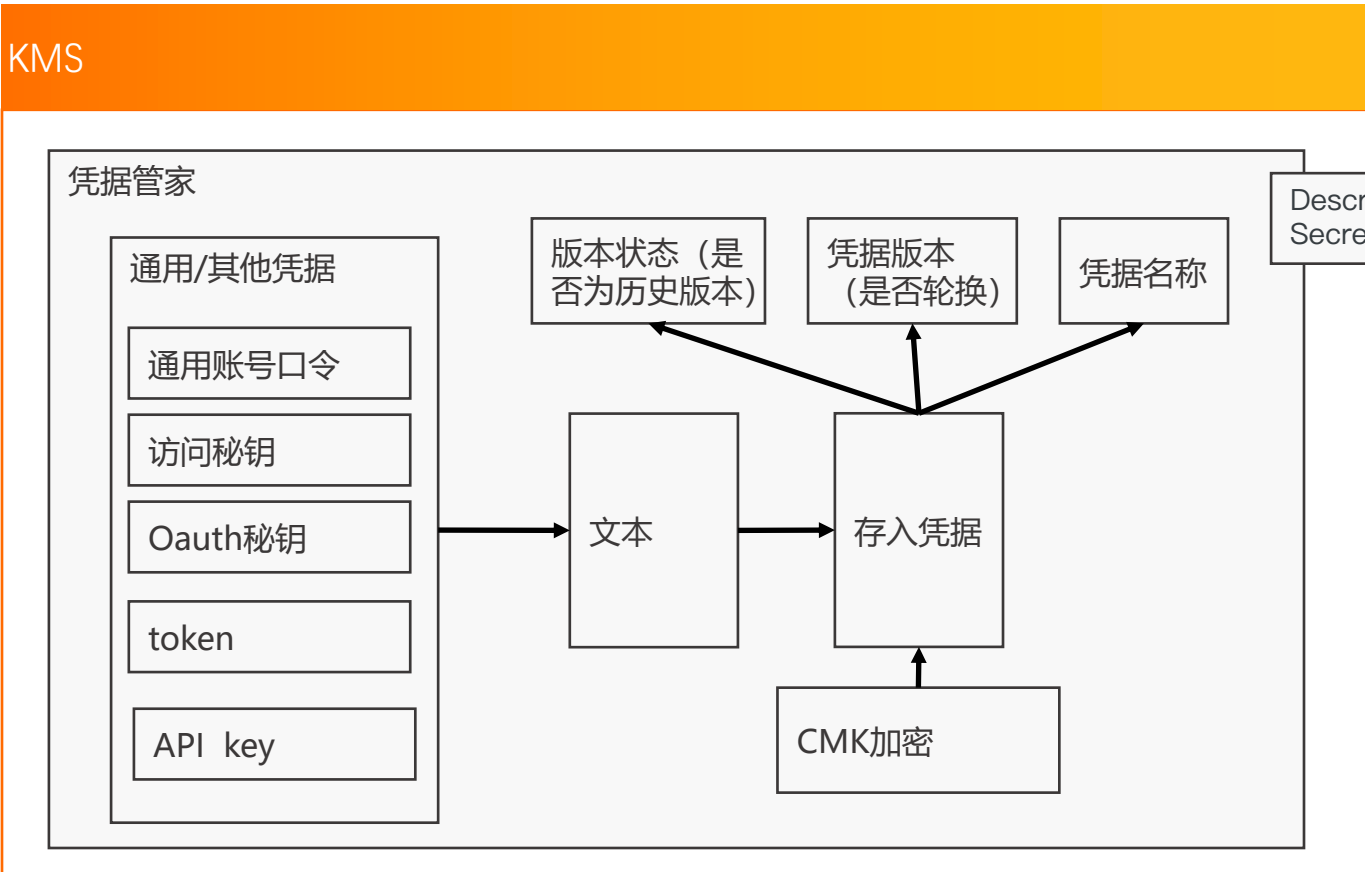 KMS
凭据管家
通用/其他凭据
通用账号口令
访问秘钥
Oauth秘钥
token
API key
文本
存入凭据
CMK加密
版本状态（是
否为历史版本）
凭据版本
（是否轮换）
凭据名称